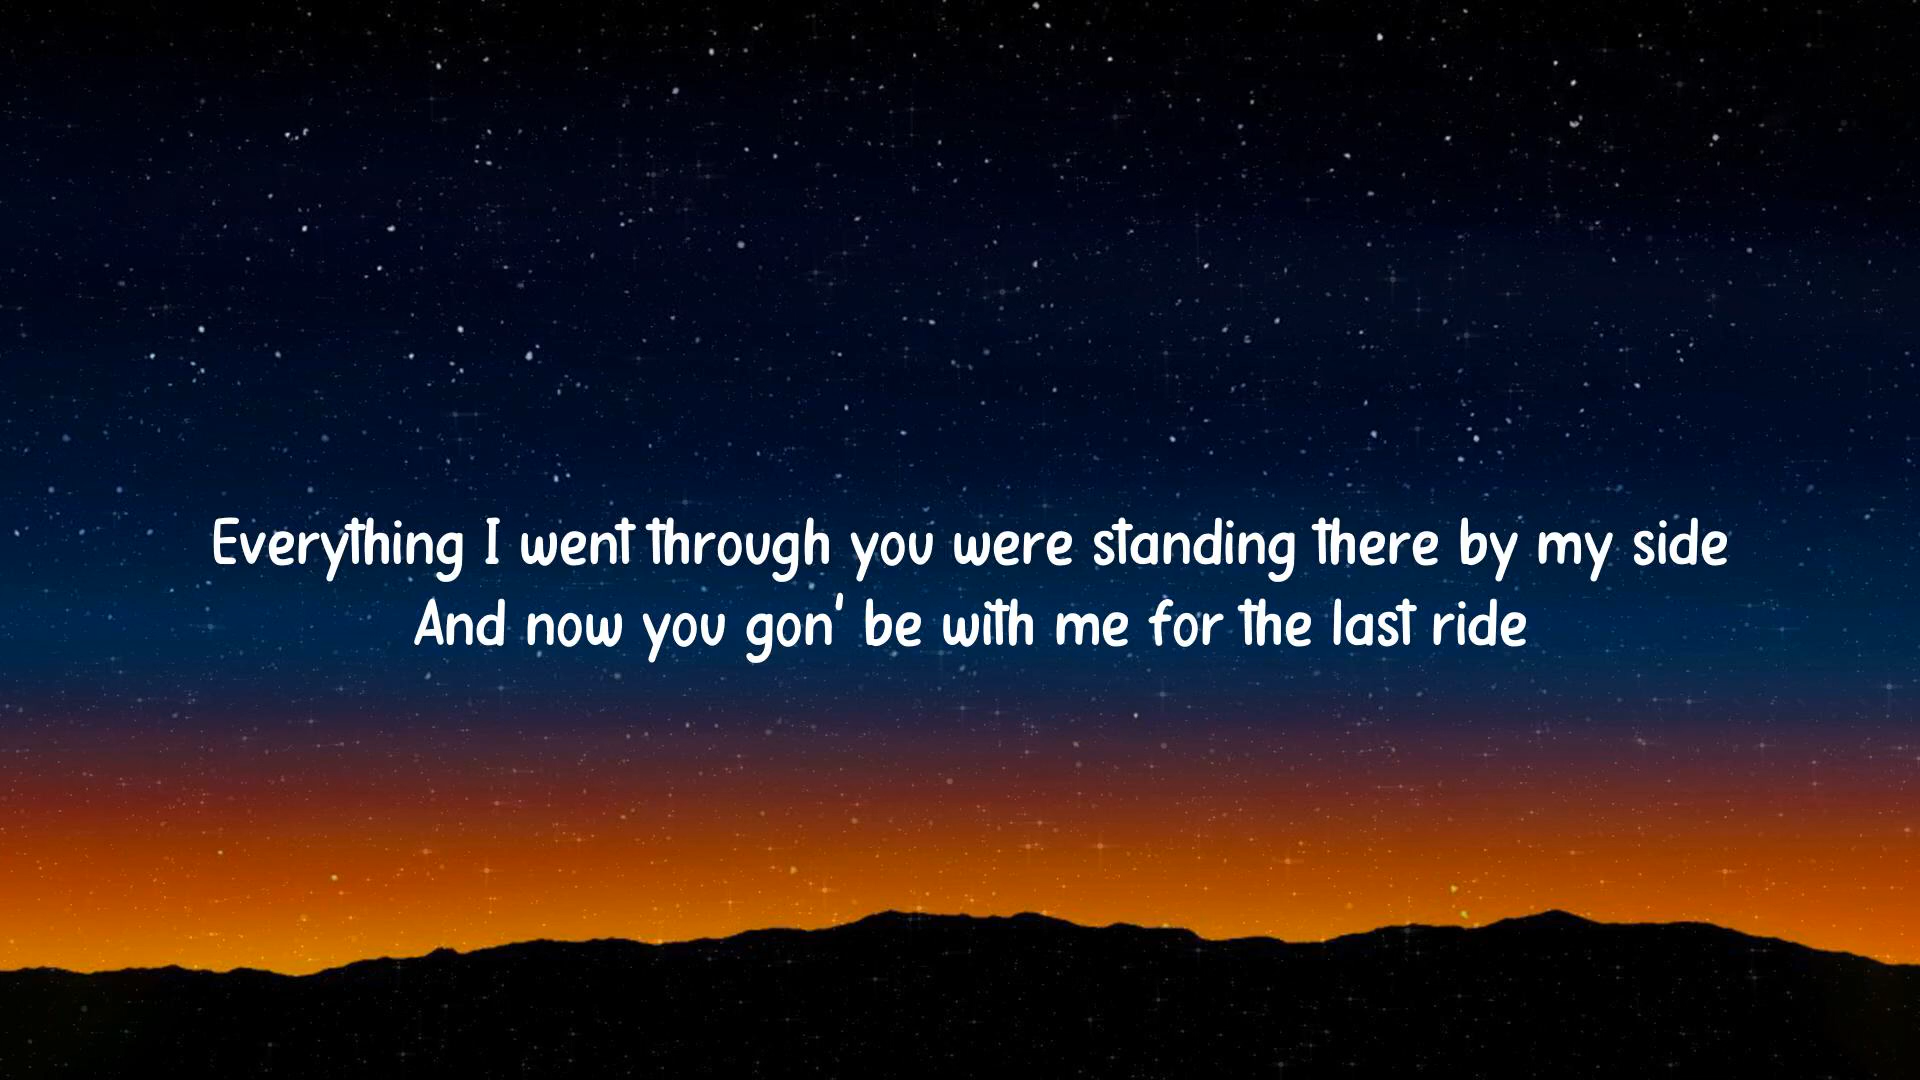 Everything I went through you were standing there by my side
And now you gon' be with me for the last ride